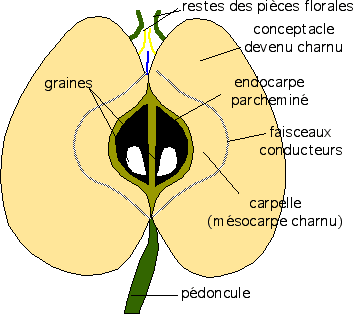 restes des pièces florales
conceptacle
devenu charnu
graines
endocarpe
parcheminé
faisceaux
conducteurs
carpelle
(mésocarpe charnu)
pédoncule